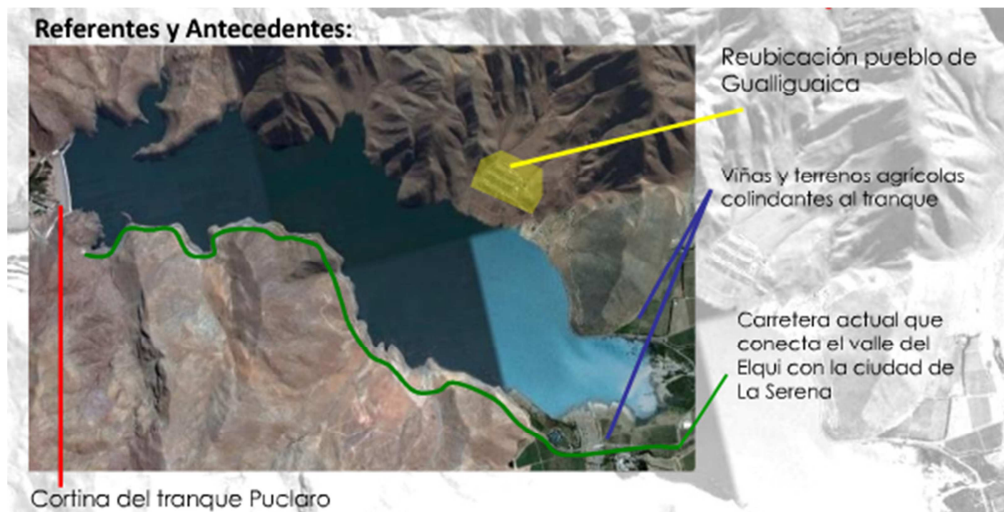 Referentes y Antecedentes:
Reubicación pueblo de
Gualliguaica
Viñas y terrenos agrícolas
colindantes al tranque
Carretera actual que
conecta el valle del
Elqui con la ciudad de
La Serena
Cortina del tranque Puclaro